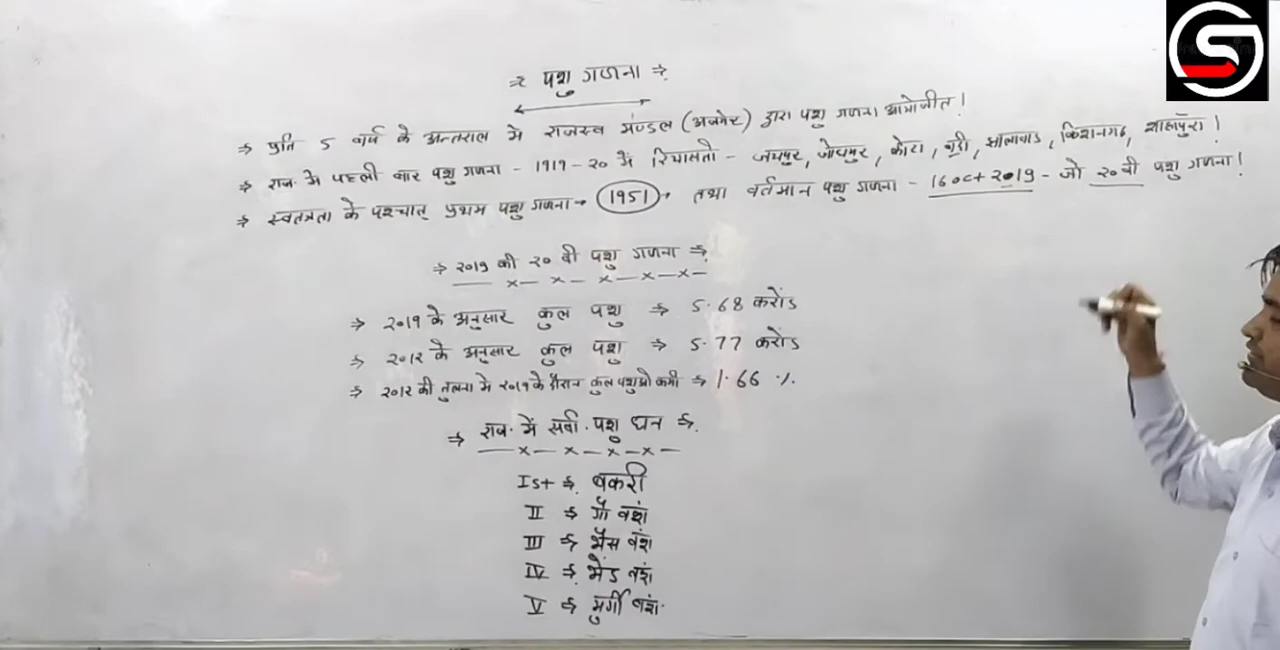 ⇒ पशु गणना ⇒
⇒ प्रति 5 वर्ष के अन्तराल मे राजस्व मण्डल (अजमेर) द्वारा पशु गणना आयोजीत।
⇒ राज. मे पहली बार पशु गणना - 1919-20 में रियासतो - जयपुर, जोधपुर, कोटा, बूंदी, झालावाड, किशनगढ, शाहपुरा।
⇒ स्वतंत्रता के पश्चात् प्रथम पशु गणना → 1951 → तथा वर्तमान पशु गणना - 16 oct 2019 - जो 20 वी पशु गणना!
⇒ 2019 की 20 वी पशु गणना ⇒
⇒ 2019 के अनुसार कुल पशु ⇒ 5.68 करोड
⇒ 2012 के अनुसार कुल पशु ⇒ 5.77 करोड
⇒ 2012 की तुलना मे 2019 के दौरान कुल पशुओ कमी ⇒ 1.66 %
⇒ राज. में सर्वा. पशु धन ⇒
Ist ⇒ बकरी
II ⇒ गौ वंश
III ⇒ भैंस वंश
IV ⇒ भेंड वंश
V ⇒ मुर्गी वंश